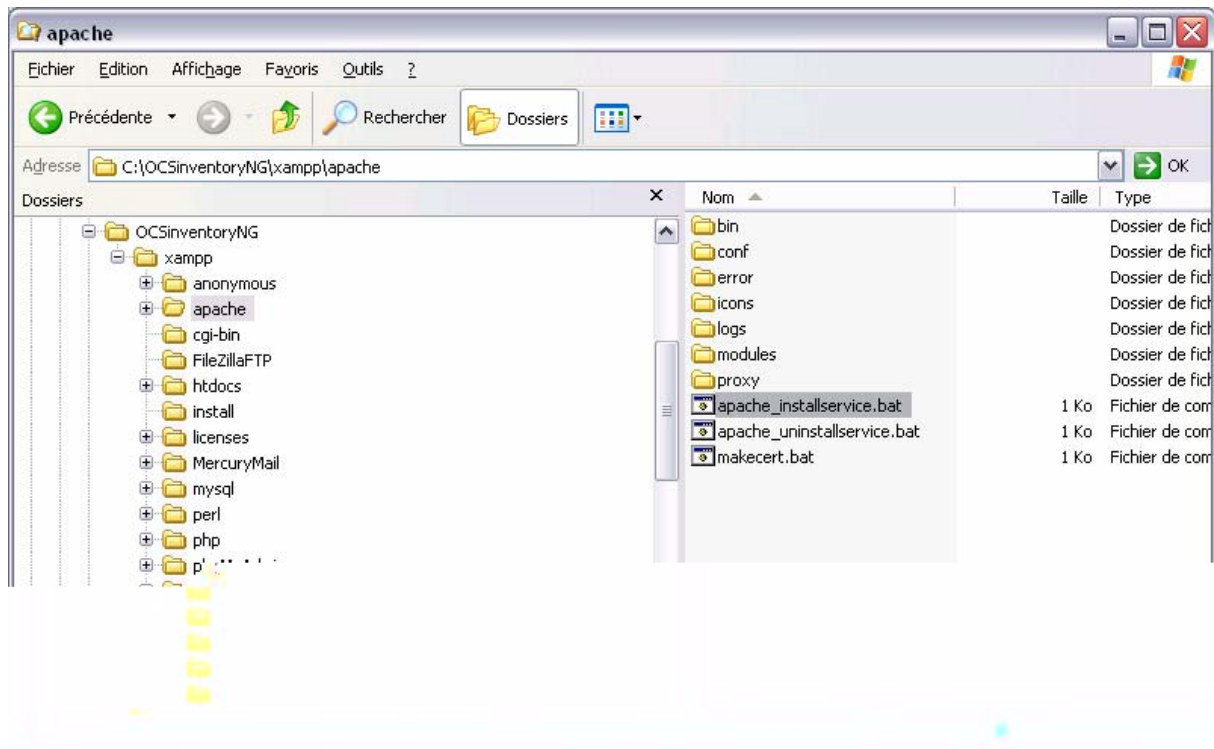 apache
Fichier Edition Affichage Favoris Outils ?
Précédente Rechercher Dossiers
Adresse C:\OCSinventoryNG\xampp\apache OK
Dossiers
OCSinventoryNG
xampp
anonymous
apache
cgi-bin
FileZillaFTP
htdocs
install
licenses
MercuryMail
mysql
perl
php
Nom Taille Type
bin Dossier de fich
conf Dossier de fich
error Dossier de fich
icons Dossier de fich
logs Dossier de fich
modules Dossier de fich
proxy Dossier de fich
apache_installservice.bat 1 Ko Fichier de com
apache_uninstallservice.bat 1 Ko Fichier de com
makecert.bat 1 Ko Fichier de com